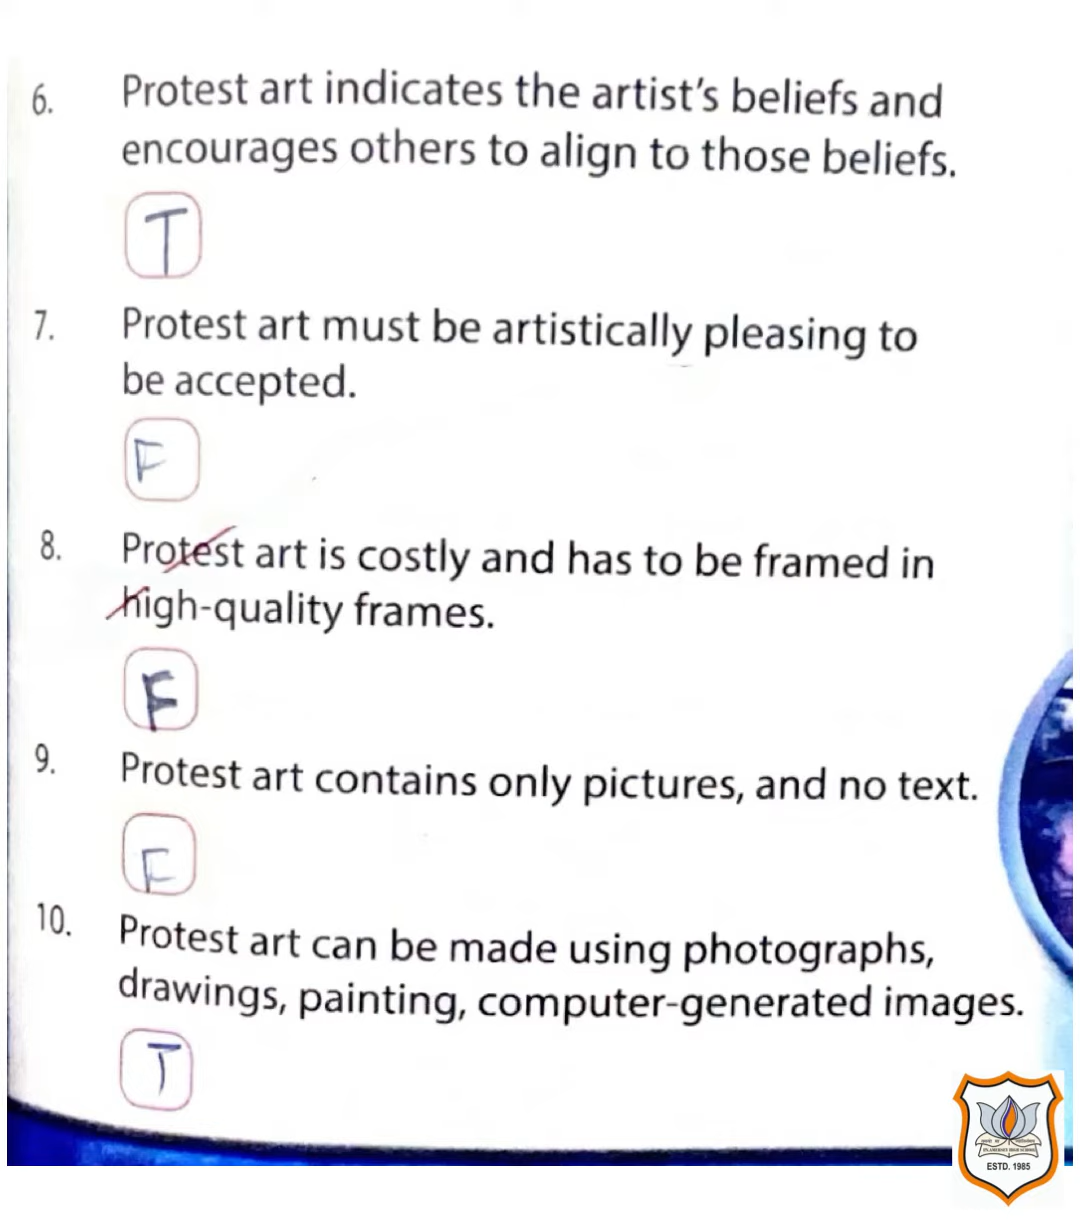 6. Protest art indicates the artist's beliefs and
encourages others to align to those beliefs.
T
7. Protest art must be artistically pleasing to
be accepted.
F
8. Protest art is costly and has to be framed in
high-quality frames.
F
9. Protest art contains only pictures, and no text.
F
10. Protest art can be made using photographs,
drawings, painting, computer-generated images.
T
ESTD. 1985